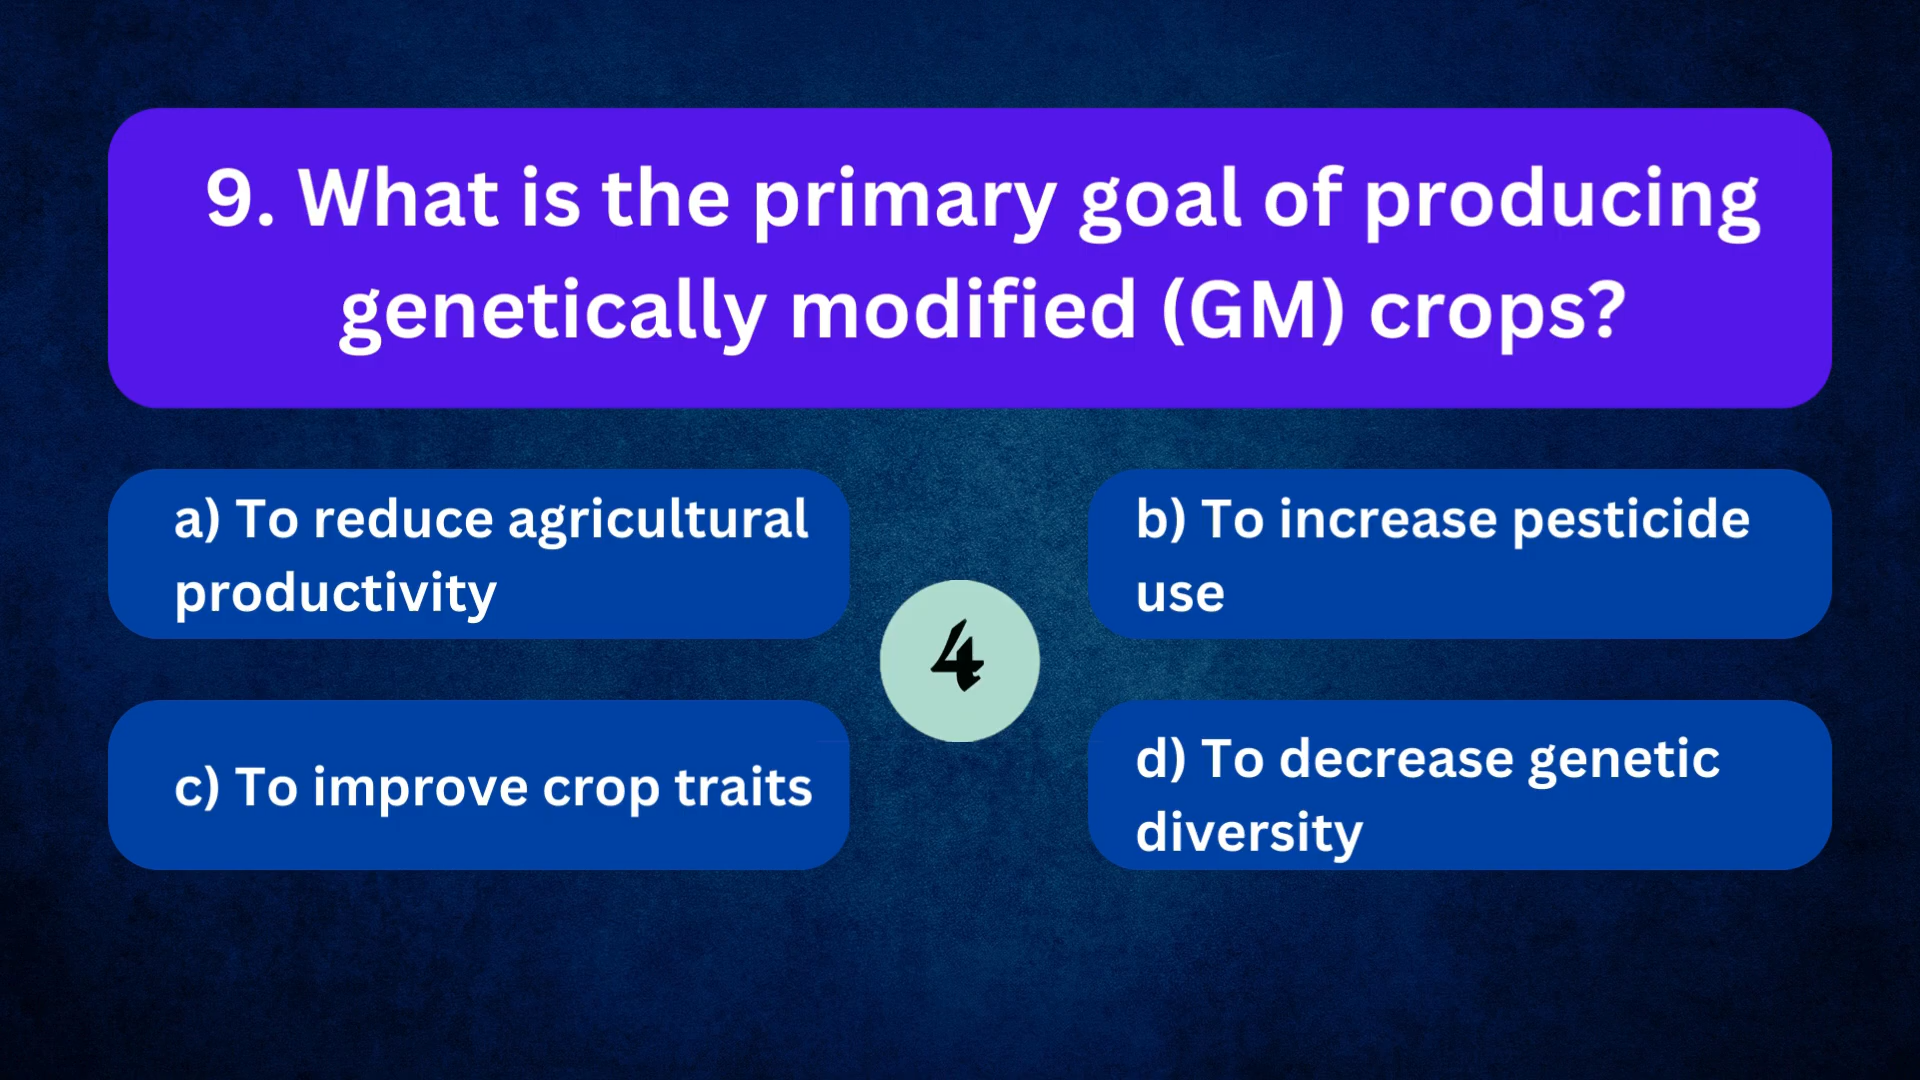 9. What is the primary goal of producing
genetically modified (GM) crops?
a) To reduce agricultural
productivity
b) To increase pesticide
use
4
c) To improve crop traits
d) To decrease genetic
diversity